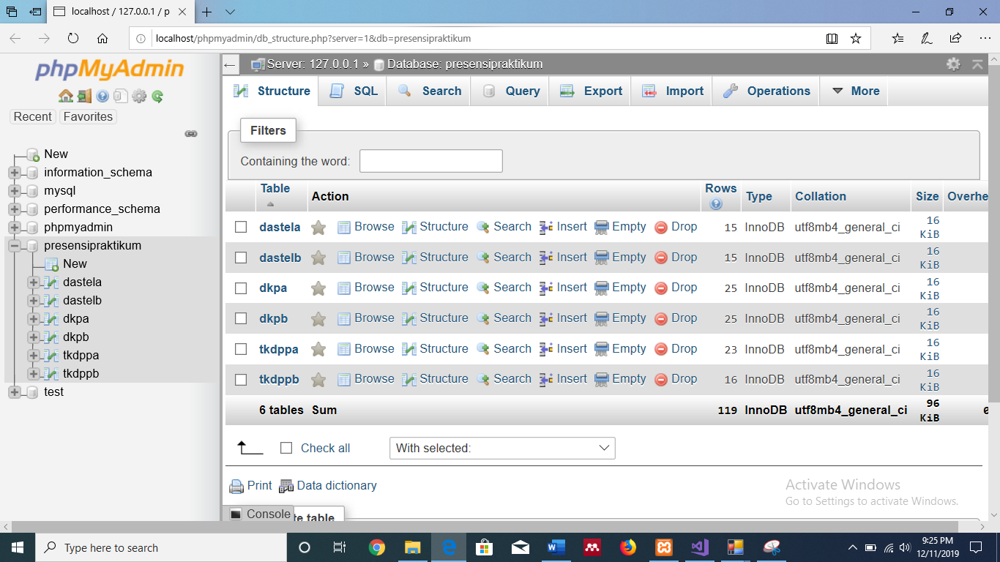 localhost / 127.0.0.1 / p
localhost/phpmyadmin/db_structure.php?server=1&db=presensipraktikum
phpMyAdmin
Recent Favorites
New
information_schema
mysql
performance_schema
phpmyadmin
presensipraktikum
New
dastela
dastelb
dkpa
dkpb
tkdppa
tkdppb
test
Server: 127.0.0.1 » Database: presensipraktikum
Structure SQL Search Query Export Import Operations More
Filters
Containing the word:
Table Action Rows Type Collation Size Overhe
dastela Browse Structure Search Insert Empty Drop 15 InnoDB utf8mb4_general_ci 16 KiB
dastelb Browse Structure Search Insert Empty Drop 15 InnoDB utf8mb4_general_ci 16 KiB
dkpa Browse Structure Search Insert Empty Drop 25 InnoDB utf8mb4_general_ci 16 KiB
dkpb Browse Structure Search Insert Empty Drop 25 InnoDB utf8mb4_general_ci 16 KiB
tkdppa Browse Structure Search Insert Empty Drop 23 InnoDB utf8mb4_general_ci 16 KiB
tkdppb Browse Structure Search Insert Empty Drop 16 InnoDB utf8mb4_general_ci 16 KiB
6 tables Sum 119 InnoDB utf8mb4_general_ci 96 KiB
Check all With selected:
Print Data dictionary
Console te table
Activate Windows
Go to Settings to activate Windows.
Type here to search
9:25 PM
12/11/2019